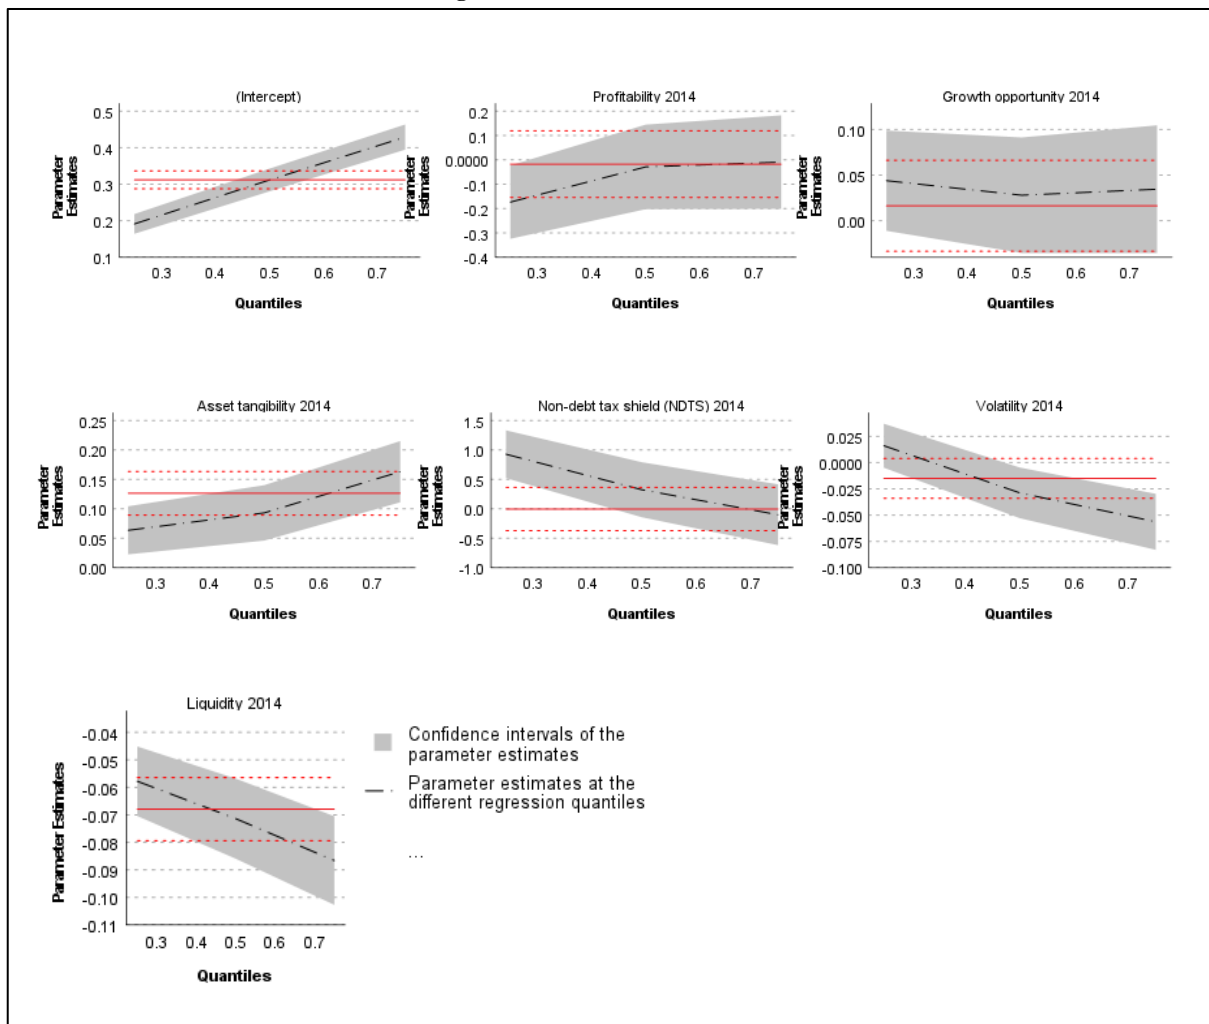 (Intercept)
Parameter
Estimates
0.5
0.4
0.3
0.2
0.1
0.3 0.4 0.5 0.6 0.7
Quantiles
Profitability 2014
Parameter
Estimates
0.2
0.1
0.0000
-0.1
-0.2
-0.3
-0.4
0.3 0.4 0.5 0.6 0.7
Quantiles
Growth opportunity 2014
Parameter
Estimates
0.10
0.05
0.00
0.3 0.4 0.5 0.6 0.7
Quantiles
Asset tangibility 2014
Parameter
Estimates
0.25
0.20
0.15
0.10
0.05
0.00
0.3 0.4 0.5 0.6 0.7
Quantiles
Non-debt tax shield (NDTS) 2014
Parameter
Estimates
1.5
1.0
0.5
0.0
-0.5
-1.0
0.3 0.4 0.5 0.6 0.7
Quantiles
Volatility 2014
Parameter
Estimates
0.025
0.0000
-0.025
-0.050
-0.075
-0.100
0.3 0.4 0.5 0.6 0.7
Quantiles
Liquidity 2014
Parameter Estimates
-0.04
-0.05
-0.06
-0.07
-0.08
-0.09
-0.10
-0.11
0.3 0.4 0.5 0.6 0.7
Quantiles
Confidence intervals of the
parameter estimates
Parameter estimates at the
different regression quantiles
...